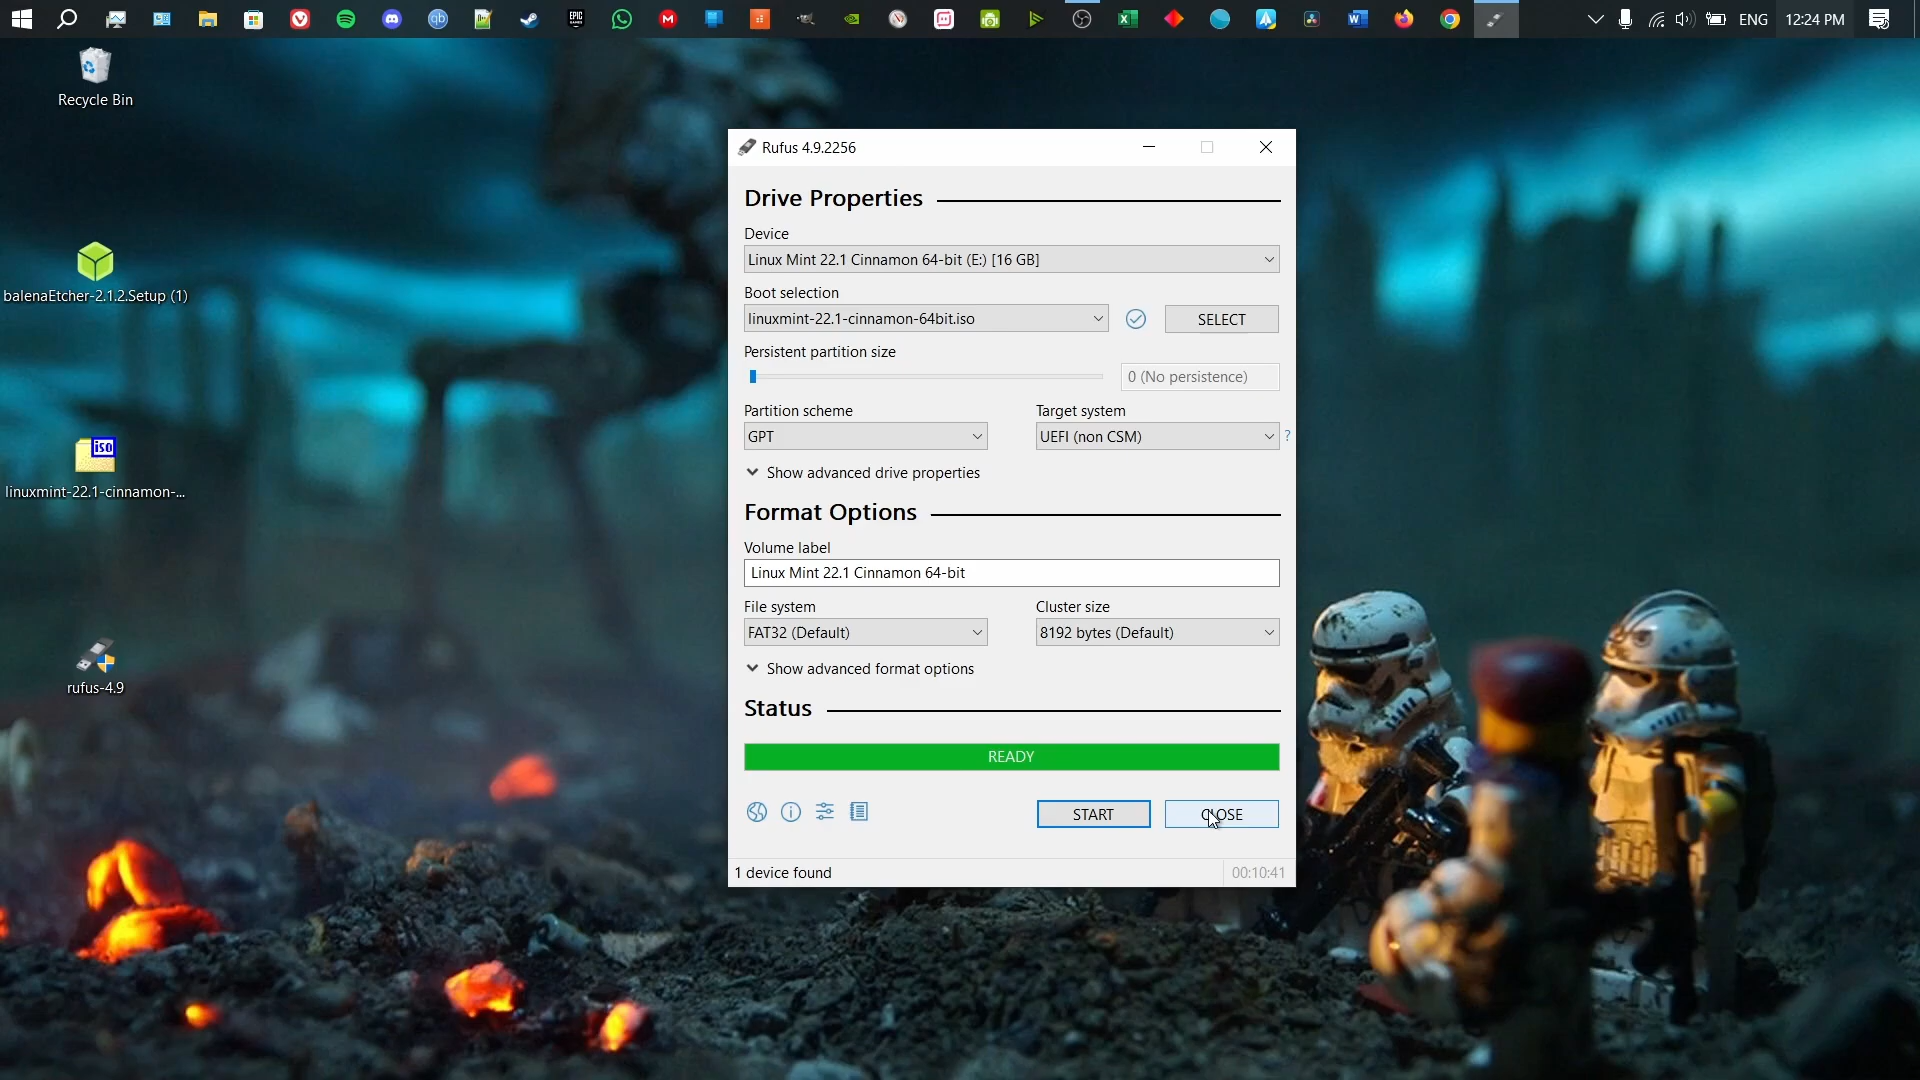 ENG
12:24 PM
Recycle Bin
balenaEtcher-2.1.2.Setup (1)
iso
linuxmint-22.1-cinnamon-...
rufus-4.9
Rufus 4.9.2256
Drive Properties
Device
Linux Mint 22.1 Cinnamon 64-bit (E:) [16 GB]
Boot selection
linuxmint-22.1-cinnamon-64bit.iso
SELECT
Persistent partition size
0 (No persistence)
Partition scheme
Target system
GPT
UEFI (non CSM)
?
Show advanced drive properties
Format Options
Volume label
Linux Mint 22.1 Cinnamon 64-bit
File system
Cluster size
FAT32 (Default)
8192 bytes (Default)
Show advanced format options
Status
READY
START
CLOSE
1 device found
00:10:41